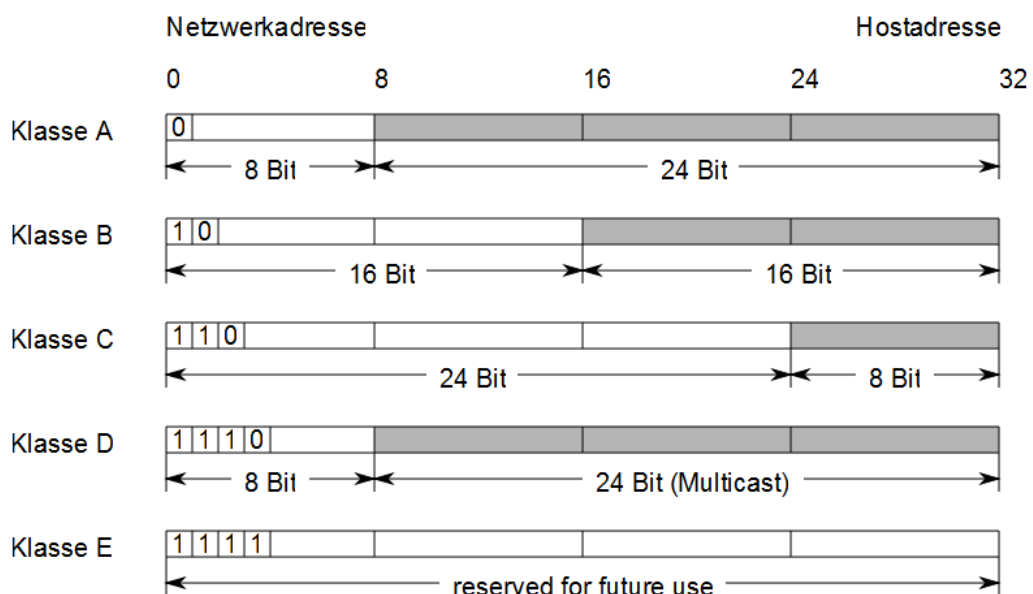 Netzwerkadresse Hostadresse
0 8 16 24 32
Klasse A 0
8 Bit 24 Bit
Klasse B 1 0
16 Bit 16 Bit
Klasse C 1 1 0
24 Bit 8 Bit
Klasse D 1 1 1 0
8 Bit 24 Bit (Multicast)
Klasse E 1 1 1 1
reserved for future use